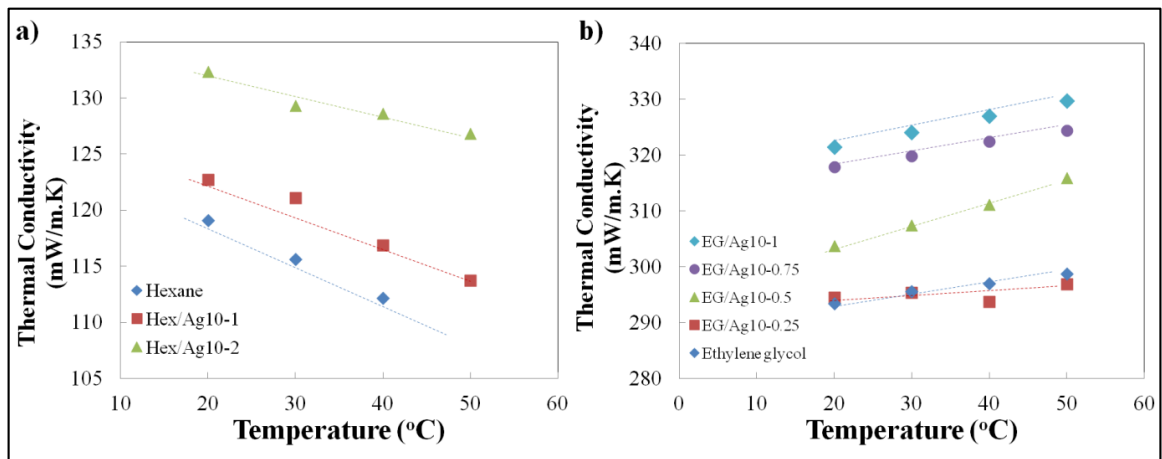 a)
Thermal Conductivity
(mW/m.K)
135
130
125
120
115
110
105
Hexane
Hex/Ag10-1
Hex/Ag10-2
10 20 30 40 50 60
Temperature (°C)
b)
Thermal Conductivity
(mW/m.K)
340
330
320
310
300
290
280
EG/Ag10-1
EG/Ag10-0.75
EG/Ag10-0.5
EG/Ag10-0.25
Ethylene glycol
0 10 20 30 40 50 60
Temperature (°C)